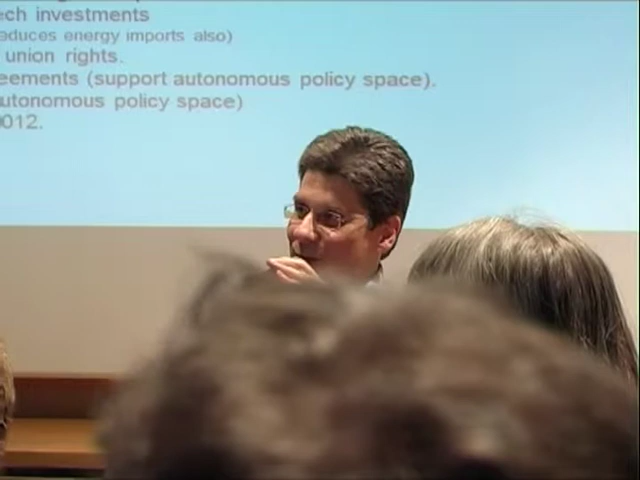 ech investments
educes energy imports also)
union rights.
eements (support autonomous policy space).
utonomous policy space)
012.